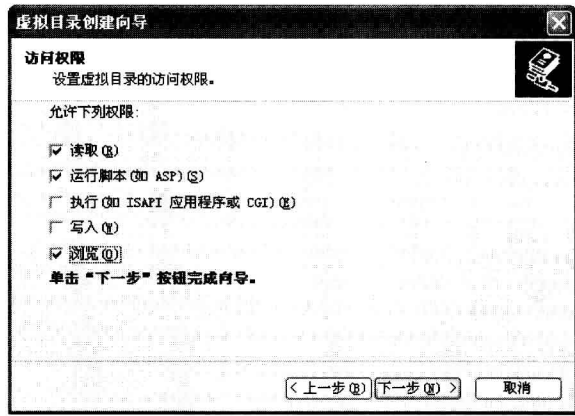 虚拟目录创建向导
访问权限
设置虚拟目录的访问权限。
允许下列权限:
读取(R)
运行脚本(如 ASP)(S)
执行(如 ISAPI 应用程序或 CGI)(E)
写入(W)
浏览(O)
单击“下一步”按钮完成向导。
< 上一步(B) 下一步(N) > 取消